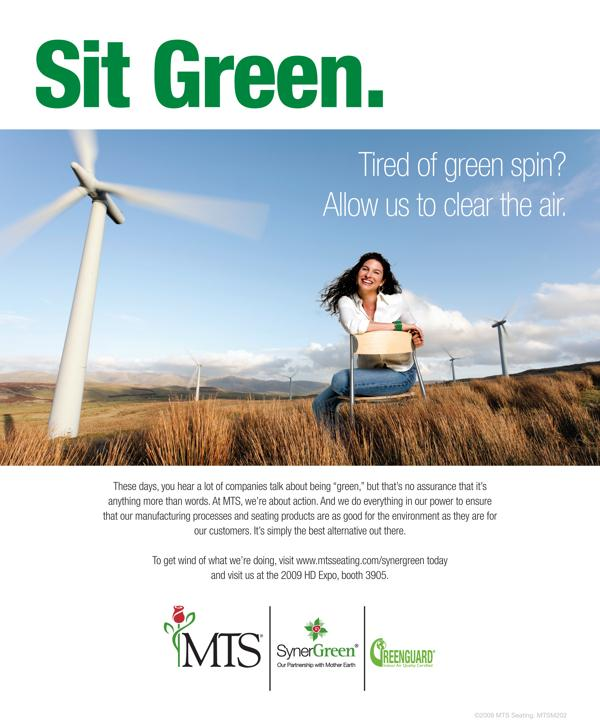 Sit Green.
Tired of green spin?
Allow us to clear the air.
These days, you hear a lot of companies talk about being “green,” but that’s no assurance that it’s
anything more than words. At MTS, we’re about action. And we do everything in our power to ensure
that our manufacturing processes and seating products are as good for the environment as they are for
our customers. It’s simply the best alternative out there.
To get wind of what we’re doing, visit www.mtsseating.com/synergreen today
and visit us at the 2009 HD Expo, booth 3905.
MTS®
SynerGreen®
Our Partnership with Mother Earth
GREENGUARD®
Indoor Air Quality Certified
©2009 MTS Seating. MTSM202